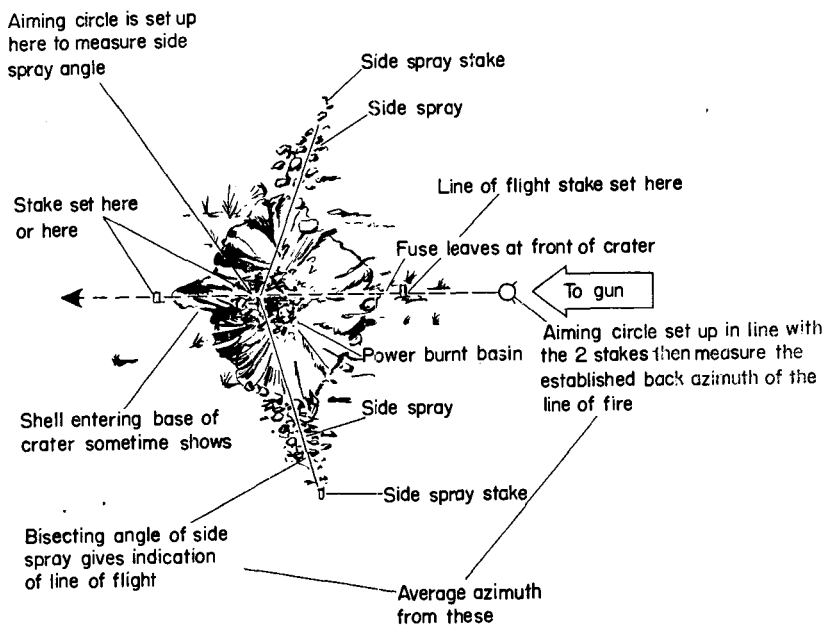 Aiming circle is set up
here to measure side
spray angle
Side spray stake
Side spray
Line of flight stake set here
Stake set here
or here
Fuse leaves at front of crater
To gun
Aiming circle set up in line with
the 2 stakes then measure the
established back azimuth of the
line of fire
Power burnt basin
Side spray
Shell entering base of
crater sometime shows
Side spray stake
Bisecting angle of side
spray gives indication
of line of flight
Average azimuth
from these